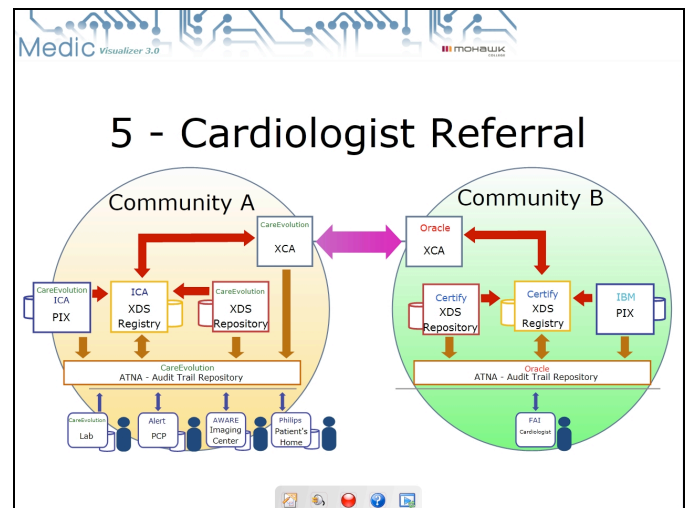 Medic Visualizer 3.0
MOHAWK
COLLEGE
5 - Cardiologist Referral
Community A
Community B
CareEvolution
XCA
Oracle
XCA
CareEvolution
ICA
PIX
ICA
XDS
Registry
CareEvolution
XDS
Repository
Certify
XDS
Repository
Certify
XDS
Registry
IBM
PIX
CareEvolution
ATNA - Audit Trail Repository
Oracle
ATNA - Audit Trail Repository
CareEvolution
Lab
Alert
PCP
AWARE
Imaging
Center
Philips
Patient's
Home
FAI
Cardiologist